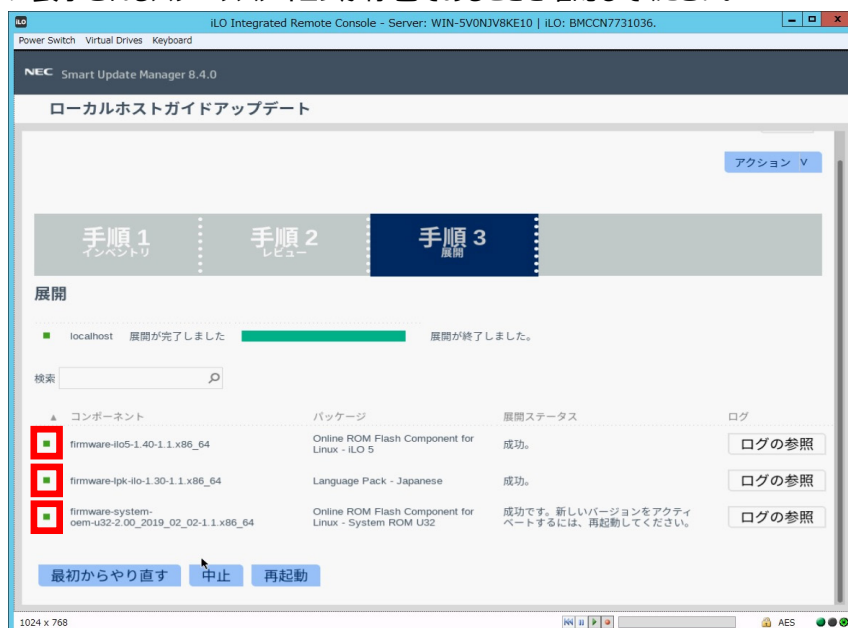 iLO Integrated Remote Console - Server: WIN-5V0NJV8KE10 | iLO: BMCCN7731036.
Power Switch Virtual Drives Keyboard
NEC Smart Update Manager 8.4.0
ローカルホストガイドアップデート
アクション
手順 1
インベントリ
手順 2
レビュー
手順 3
展開
展開
localhost 展開が完了しました 展開が終了しました。
検索
コンポーネント パッケージ 展開ステータス ログ
firmware-ilo5-1.40-1.1.x86_64 Online ROM Flash Component for Linux - iLO 5 成功。 ログの参照
firmware-lpk-ilo-1.30-1.1.x86_64 Language Pack - Japanese 成功。 ログの参照
firmware-system-oem-u32-2.00_2019_02_02-1.1.x86_64 Online ROM Flash Component for Linux - System ROM U32 成功です。新しいバージョンをアクティベートするには、再起動してください。 ログの参照
最初からやり直す 中止 再起動
1024 x 768 AES